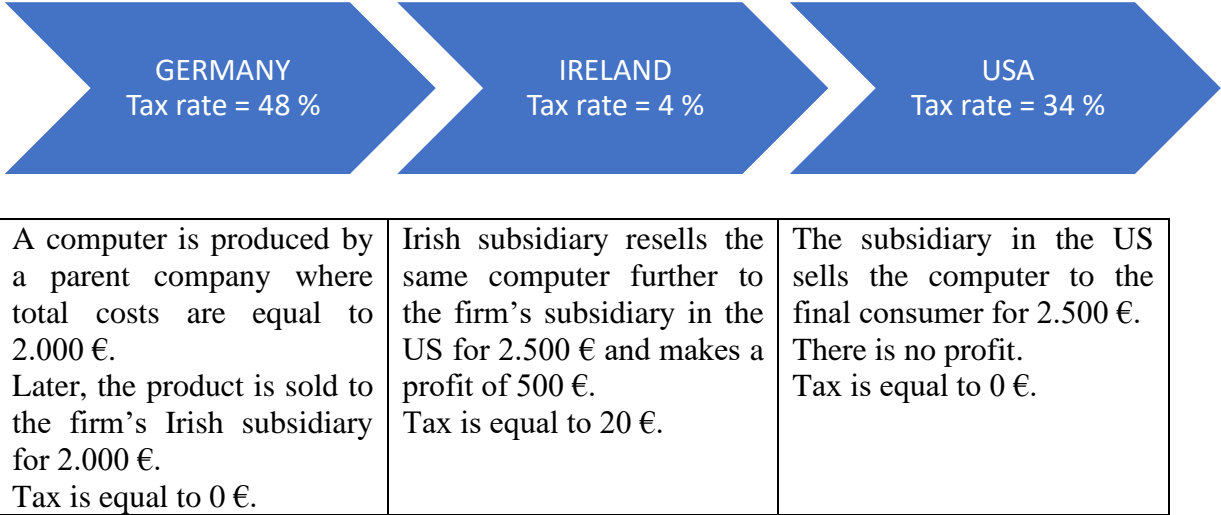 GERMANY
Tax rate = 48 %
IRELAND
Tax rate = 4 %
USA
Tax rate = 34 %
A computer is produced by
a parent company where
total costs are equal to
2.000 €.
Later, the product is sold to
the firm's Irish subsidiary
for 2.000 €.
Tax is equal to 0 €.
Irish subsidiary resells the
same computer further to
the firm's subsidiary in the
US for 2.500 € and makes a
profit of 500 €.
Tax is equal to 20 €.
The subsidiary in the US
sells the computer to the
final consumer for 2.500 €.
There is no profit.
Tax is equal to 0 €.